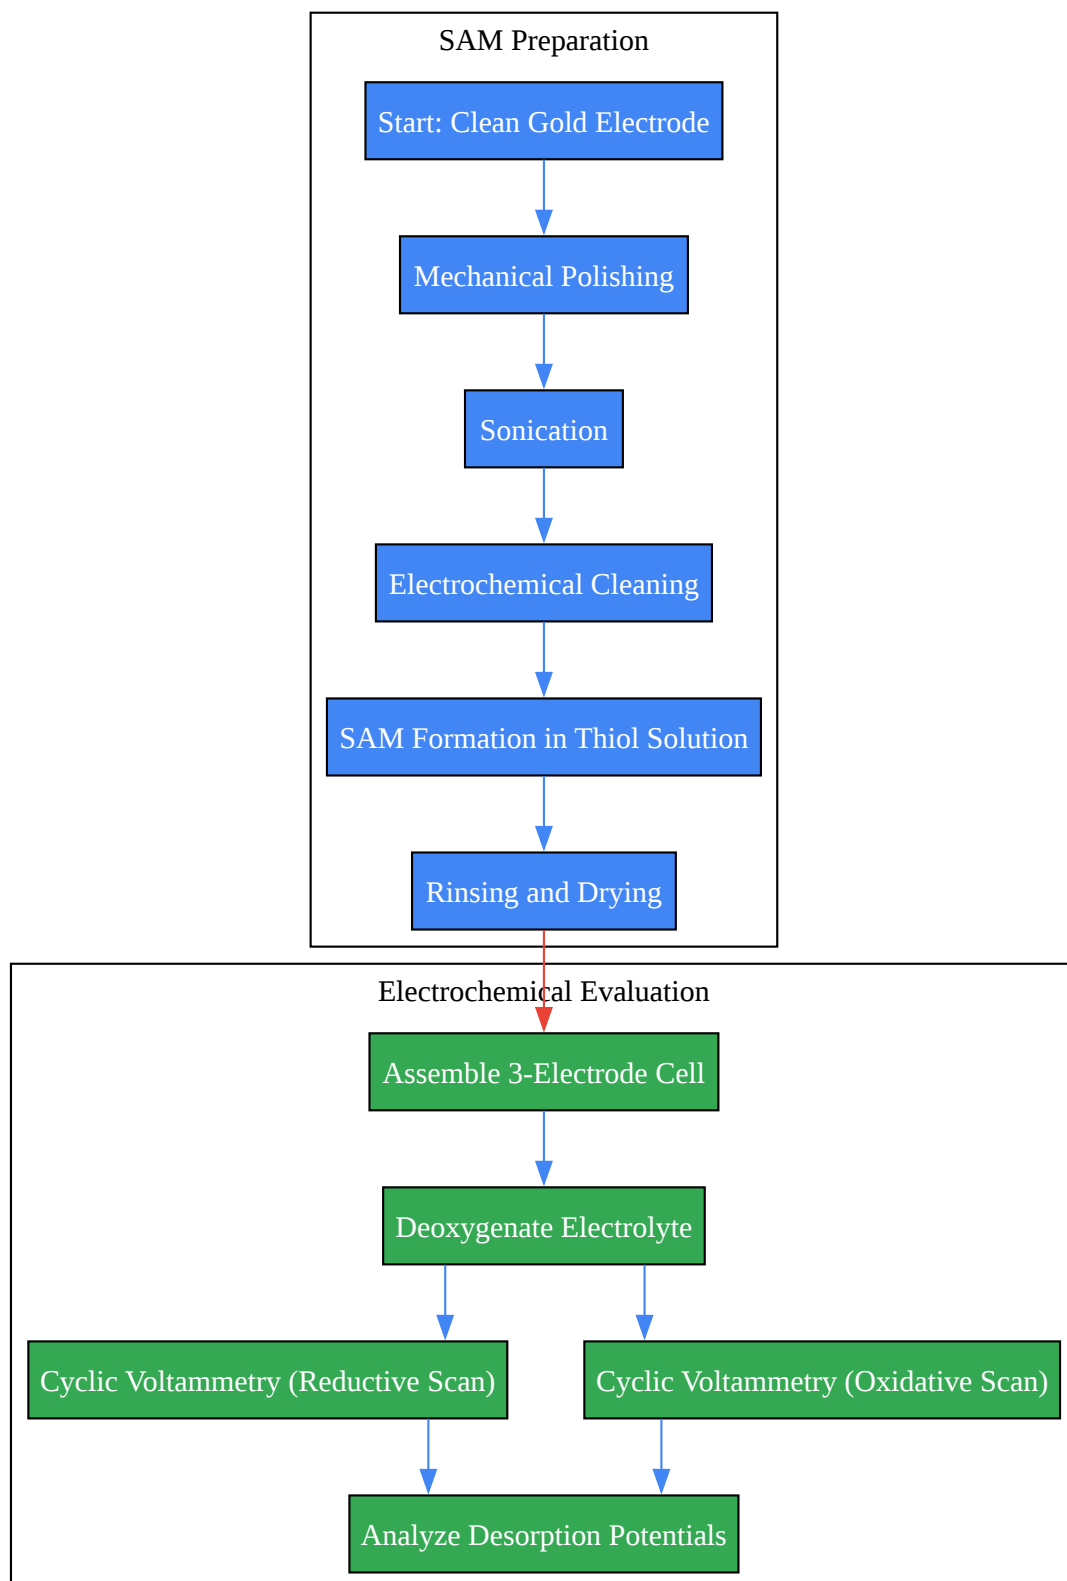 SAM Preparation
Start: Clean Gold Electrode
Mechanical Polishing
Sonication
Electrochemical Cleaning
SAM Formation in Thiol Solution
Rinsing and Drying
Electrochemical Evaluation
Assemble 3-Electrode Cell
Deoxygenate Electrolyte
Cyclic Voltammetry (Reductive Scan)
Cyclic Voltammetry (Oxidative Scan)
Analyze Desorption Potentials